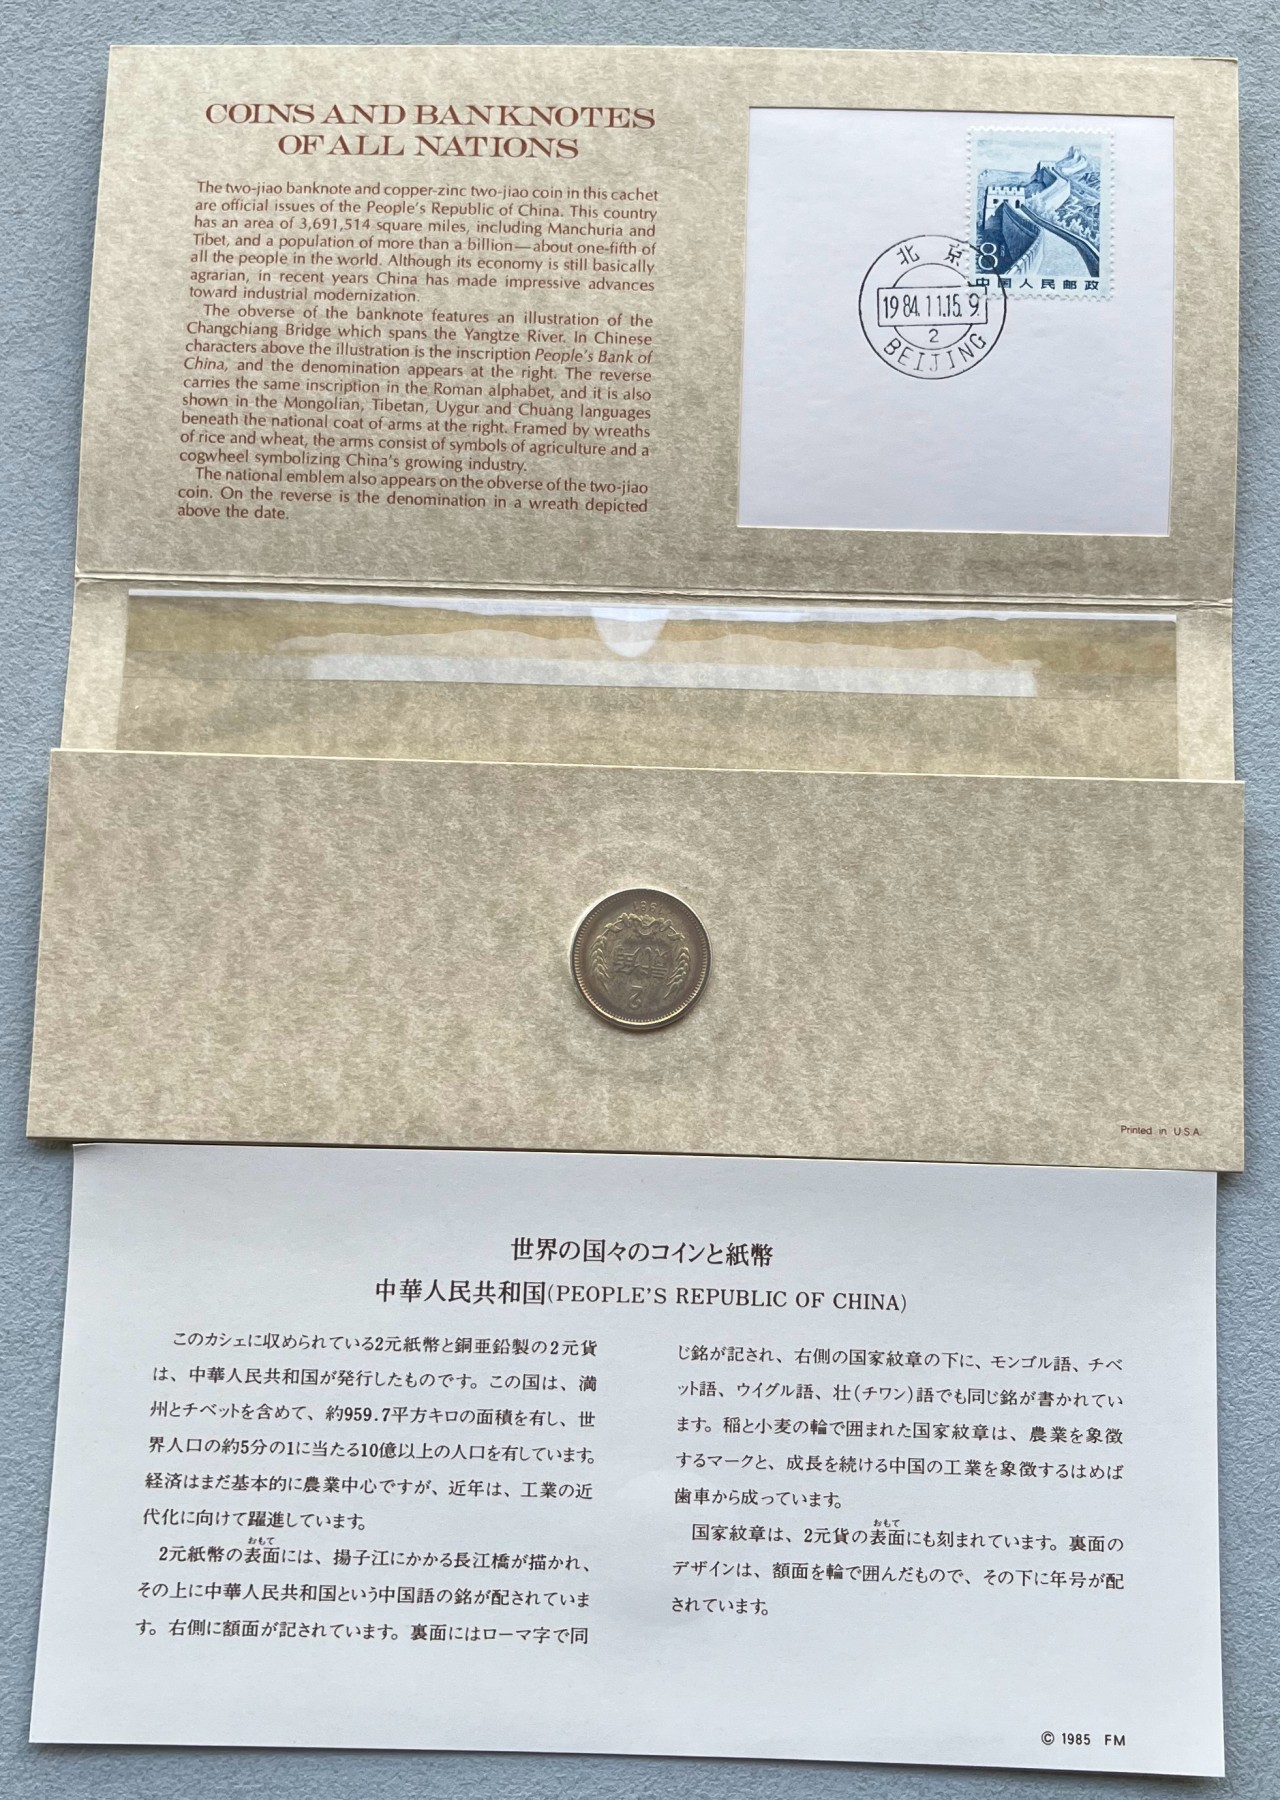 COINS AND BANKNOTES
OF ALL NATIONS
The two-jiao banknote and copper-zinc two-jiao coin in this cachet
are official issues of the People's Republic of China. This country
has an area of 3,691,514 square miles, including Manchuria and
Tibet, and a population of more than a billion—about one-fifth of
all the people in the world. Although its economy is still basically
agrarian, in recent years China has made impressive advances
toward industrial modernization.
The obverse of the banknote features an illustration of the
Changchiang Bridge which spans the Yangtze River. In Chinese
characters above the illustration is the inscription People's Bank of
China, and the denomination appears at the right. The reverse
carries the same inscription in the Roman alphabet, and it is also
shown in the Mongolian, Tibetan, Uygur and Chuang languages
beneath the national coat of arms at the right. Framed by wreaths
of rice and wheat, the arms consist of symbols of agriculture and a
cogwheel symbolizing China's growing industry.
The national emblem also appears on the obverse of the two-jiao
coin. On the reverse is the denomination in a wreath depicted
above the date.
8
中国人民邮政
北京
1984.11.15.9
2
BEIJING
1981
贰角
2
Printed in U.S.A.
世界の国々のコインと紙幣
中華人民共和国(PEOPLE'S REPUBLIC OF CHINA)
このカシェに収められている2元紙幣と銅亜鉛製の2元貨
は、中華人民共和国が発行したものです。この国は、満
州とチベットを含めて、約959.7平方キロの面積を有し、世
界人口の約5分の1に当たる10億以上の人口を有しています。
経済はまだ基本的に農業中心ですが、近年は、工業の近
代化に向けて躍進しています。
おもて
2元紙幣の表面には、揚子江にかかる長江橋が描かれ、
その上に中華人民共和国という中国語の銘が配されていま
す。右側に額面が記されています。裏面にはローマ字で同
じ銘が記され、右側の国家紋章の下に、モンゴル語、チベ
ット語、ウイグル語、壮(チワン)語でも同じ銘が書かれてい
ます。稲と小麦の輪で囲まれた国家紋章は、農業を象徴
するマークと、成長を続ける中国の工業を象徴するはめば
歯車から成っています。
おもて
国家紋章は、2元貨の表面にも刻まれています。裏面の
デザインは、額面を輪で囲んだもので、その下に年号が配
されています。
© 1985 FM